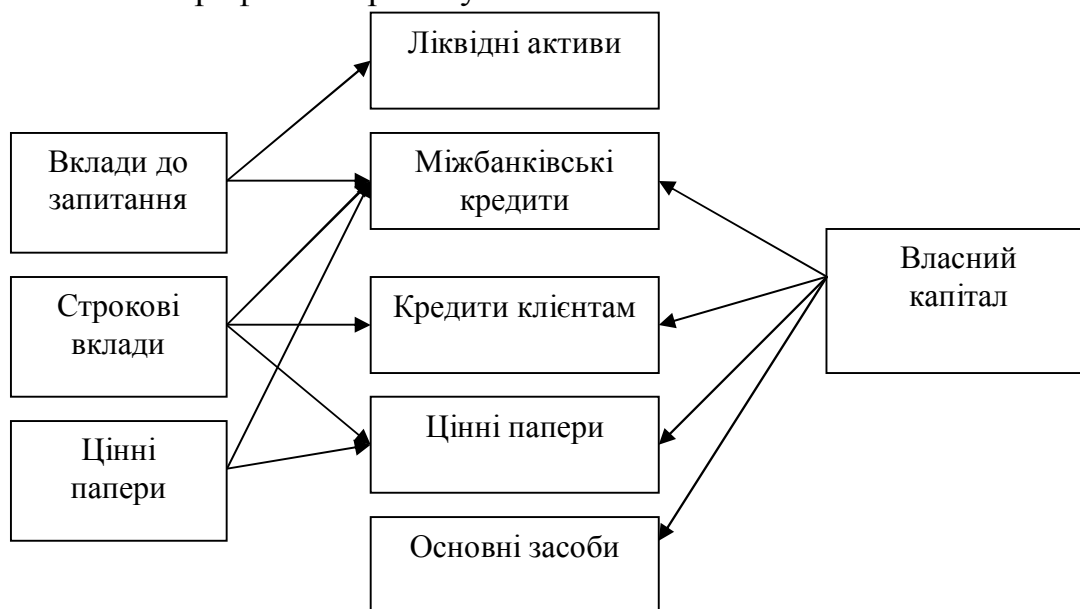 Ліквідні активи
Вклади до
запитання
Міжбанківські
кредити
Власний
капітал
Строкові
вклади
Кредити клієнтам
Цінні
папери
Цінні папери
Основні засоби